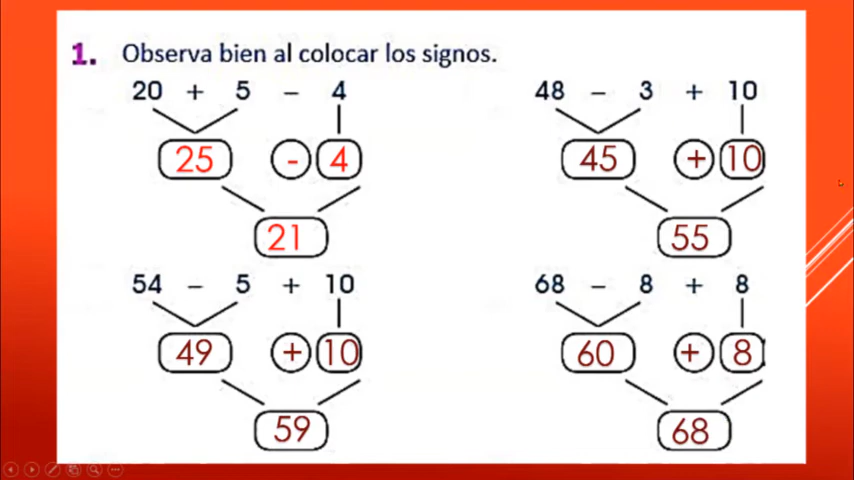 1. Observa bien al colocar los signos.
20 + 5 - 4
25 - 4
21
48 - 3 + 10
45 + 10
55
54 - 5 + 10
49 + 10
59
68 - 8 + 8
60 + 8
68